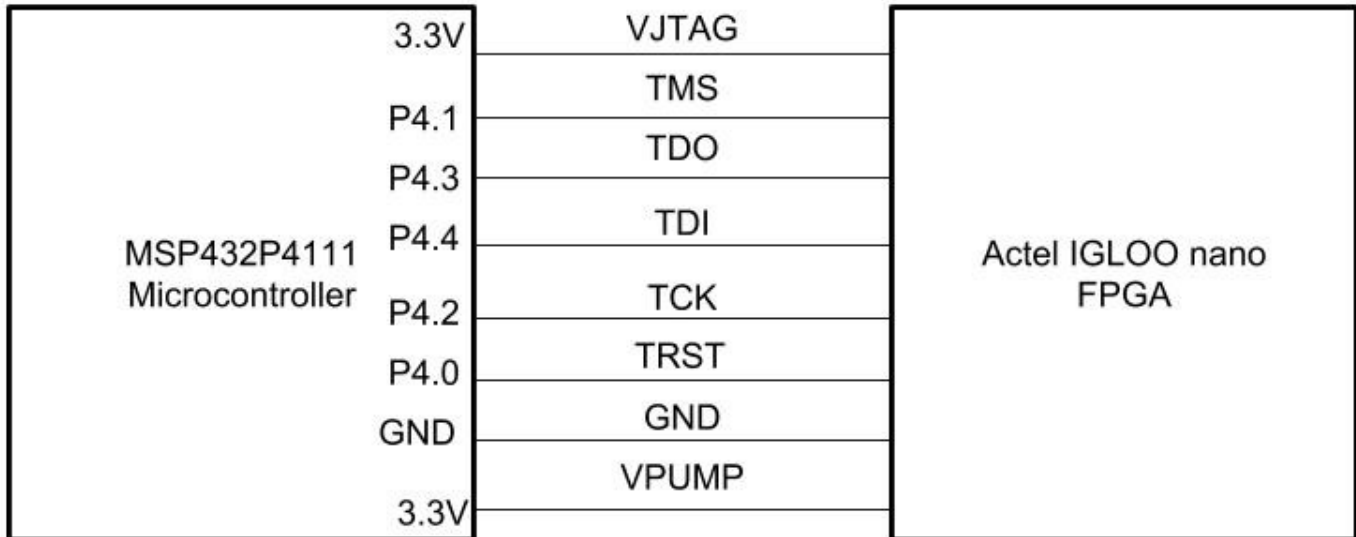 3.3V
VJTAG
TMS
P4.1
TDO
P4.3
TDI
P4.4
MSP432P4111
Microcontroller
Actel IGLOO nano
FPGA
TCK
P4.2
TRST
P4.0
GND
GND
VPUMP
3.3V